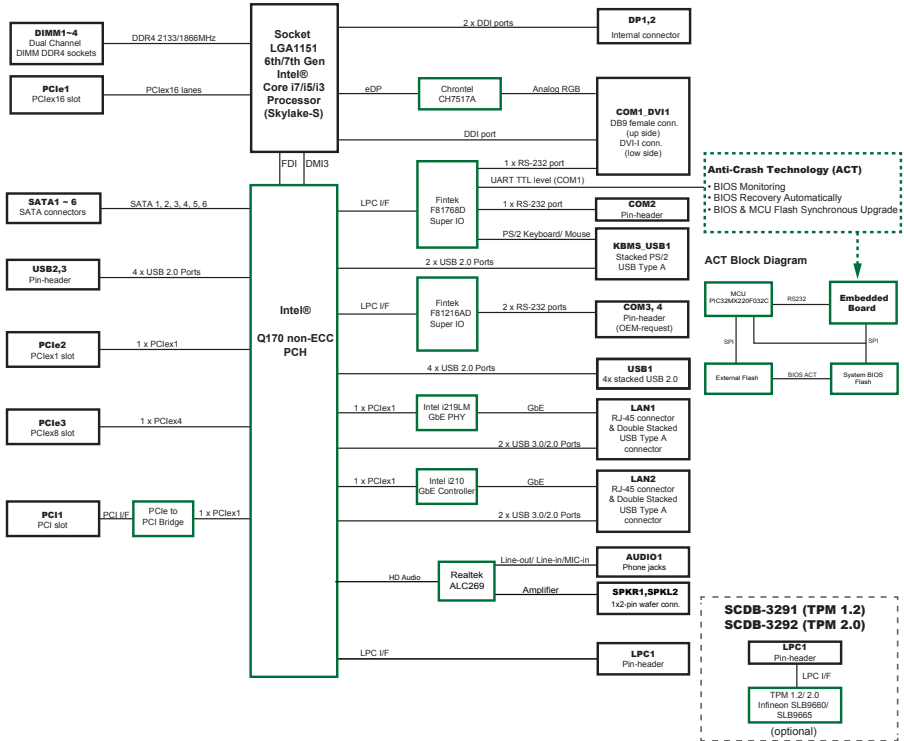 DIMM1~4
Dual Channel
DIMM DDR4 sockets
DDR4 2133/1866MHz
PCIe1
PCIex16 slot
PCIex16 lanes
Socket
LGA1151
6th/7th Gen
Intel®
Core i7/i5/i3
Processor
(Skylake-S)
2 x DDI ports
DP1,2
Internal connector
eDP
Chrontel
CH7517A
Analog RGB
DDI port
COM1_DVI1
DB9 female conn.
(up side)
DVI-I conn.
(low side)
FDI
DMI3
SATA1 ~ 6
SATA connectors
SATA 1, 2, 3, 4, 5, 6
USB2,3
Pin-header
4 x USB 2.0 Ports
PCIe2
PCIex1 slot
1 x PCIex1
PCIe3
PCIex8 slot
1 x PCIex4
PCI1
PCI slot
PCI I/F
PCIe to
PCI Bridge
1 x PCIex1
Intel®
Q170 non-ECC
PCH
LPC I/F
Fintek
F81768D
Super IO
1 x RS-232 port
UART TTL level (COM1)
1 x RS-232 port
COM2
Pin-header
PS/2 Keyboard/ Mouse
2 x USB 2.0 Ports
KBMS_USB1
Stacked PS/2
USB Type A
LPC I/F
Fintek
F81216AD
Super IO
2 x RS-232 ports
COM3, 4
Pin-header
(OEM-request)
4 x USB 2.0 Ports
USB1
4x stacked USB 2.0
1 x PCIex1
Intel i219LM
GbE PHY
GbE
2 x USB 3.0/2.0 Ports
LAN1
RJ-45 connector
& Double Stacked
USB Type A
connector
1 x PCIex1
Intel i210
GbE Controller
GbE
2 x USB 3.0/2.0 Ports
LAN2
RJ-45 connector
& Double Stacked
USB Type A
connector
HD Audio
Realtek
ALC269
Line-out/ Line-in/MIC-in
AUDIO1
Phone jacks
Amplifier
SPKR1,SPKL2
1x2-pin wafer conn.
LPC I/F
LPC1
Pin-header
Anti-Crash Technology (ACT)
• BIOS Monitoring
• BIOS Recovery Automatically
• BIOS & MCU Flash Synchronous Upgrade
ACT Block Diagram
MCU
PIC32MX220F032C
RS232
Embedded
Board
SPI
SPI
External Flash
BIOS ACT
System BIOS
Flash
SCDB-3291 (TPM 1.2)
SCDB-3292 (TPM 2.0)
LPC1
Pin-header
LPC I/F
TPM 1.2/ 2.0
Infineon SLB9660/
SLB9665
(optional)